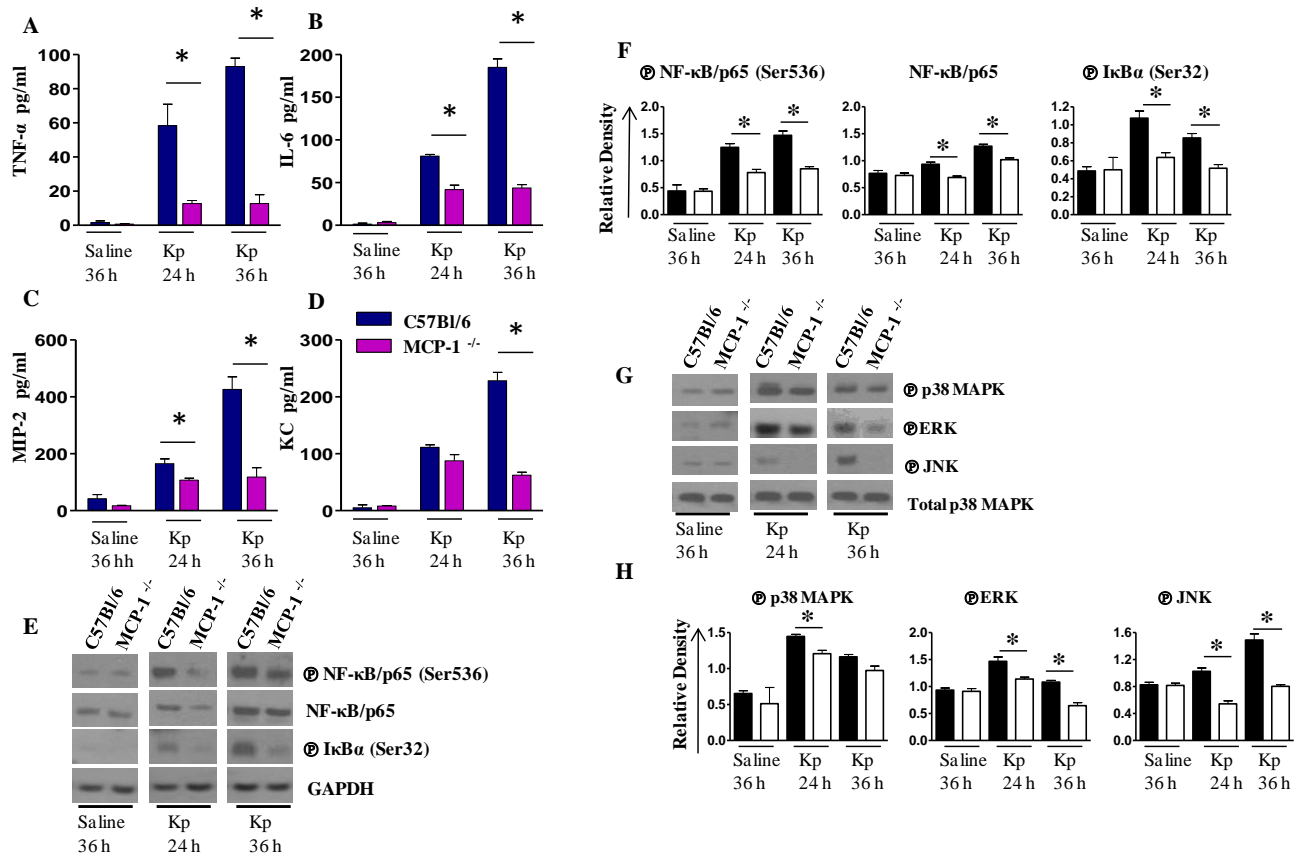 A
TNF-α pg/ml
100
80
60
40
20
0
*
*
Saline
36 h
Kp
24 h
Kp
36 h
B
IL-6 pg/ml
200
150
100
50
0
*
*
Saline
36 h
Kp
24 h
Kp
36 h
C
MIP-2 pg/ml
600
400
200
0
*
*
Saline
36 hh
Kp
24 h
Kp
36 h
D
C57Bl/6
MCP-1 -/-
KC pg/ml
300
200
100
0
*
Saline
36 h
Kp
24 h
Kp
36 h
E
C57Bl/6
MCP-1 -/-
C57Bl/6
MCP-1 -/-
C57Bl/6
MCP-1 -/-
Ⓟ NF-κB/p65 (Ser536)
NF-κB/p65
Ⓟ IκBα (Ser32)
GAPDH
Saline
36 h
Kp
24 h
Kp
36 h
F
Relative Density
Ⓟ NF-κB/p65 (Ser536)
2.0
1.5
1.0
0.5
0.0
*
*
Saline
36 h
Kp
24 h
Kp
36 h
NF-κB/p65
2.0
1.5
1.0
0.5
0.0
*
*
Saline
36 h
Kp
24 h
Kp
36 h
Ⓟ IκBα (Ser32)
1.2
1.0
0.8
0.6
0.4
0.2
0.0
*
*
Saline
36 h
Kp
24 h
Kp
36 h
G
C57Bl/6
MCP-1 -/-
C57Bl/6
MCP-1 -/-
C57Bl/6
MCP-1 -/-
Ⓟ p38 MAPK
Ⓟ ERK
Ⓟ JNK
Total p38 MAPK
Saline
36 h
Kp
24 h
Kp
36 h
H
Relative Density
Ⓟ p38 MAPK
1.5
1.0
0.5
0.0
*
Saline
36 h
Kp
24 h
Kp
36 h
Ⓟ ERK
2.0
1.5
1.0
0.5
0.0
*
*
Saline
36 h
Kp
24 h
Kp
36 h
Ⓟ JNK
1.6
1.2
0.8
0.4
0.0
*
*
Saline
36 h
Kp
24 h
Kp
36 h